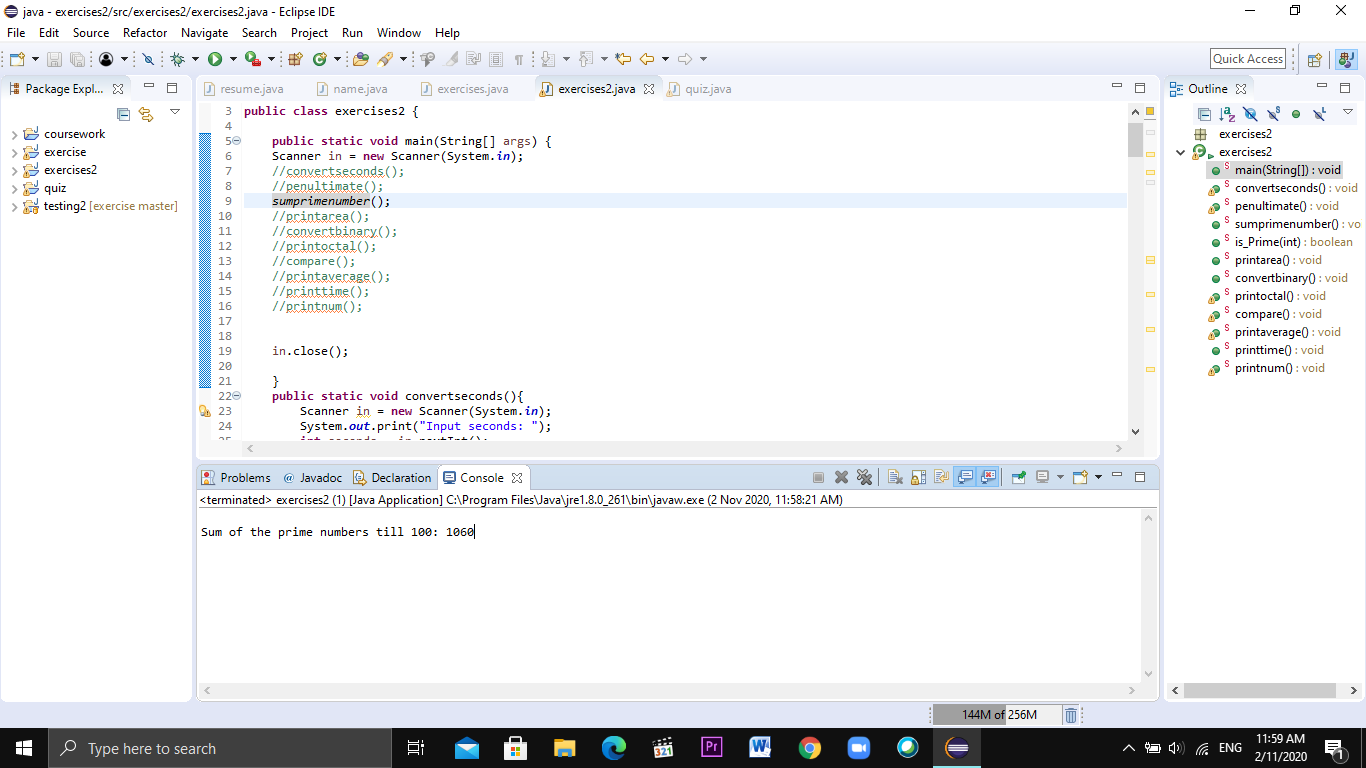 java - exercises2/src/exercises2/exercises2.java - Eclipse IDE
File Edit Source Refactor Navigate Search Project Run Window Help
Quick Access
Package Expl...
coursework
exercise
exercises2
quiz
testing2 [exercise master]
resume.java name.java exercises.java exercises2.java quiz.java
3 public class exercises2 {
4
5 public static void main(String[] args) {
6 Scanner in = new Scanner(System.in);
7 //convertseconds();
8 //penultimate();
9 sumprimenumber();
10 //printarea();
11 //convertbinary();
12 //printoctal();
13 //compare();
14 //printaverage();
15 //printtime();
16 //printnum();
17
18
19 in.close();
20
21 }
22 public static void convertseconds(){
23 Scanner in = new Scanner(System.in);
24 System.out.print("Input seconds: ");
Outline
exercises2
exercises2
main(String[]) : void
convertseconds() : void
penultimate() : void
sumprimenumber() : vo
is_Prime(int) : boolean
printarea() : void
convertbinary() : void
printoctal() : void
compare() : void
printaverage() : void
printtime() : void
printnum() : void
Problems @ Javadoc Declaration Console
<terminated> exercises2 (1) [Java Application] C:\Program Files\Java\jre1.8.0_261\bin\javaw.exe (2 Nov 2020, 11:58:21 AM)
Sum of the prime numbers till 100: 1060
144M of 256M
Type here to search
321
Pr
W
ENG
11:59 AM
2/11/2020
1